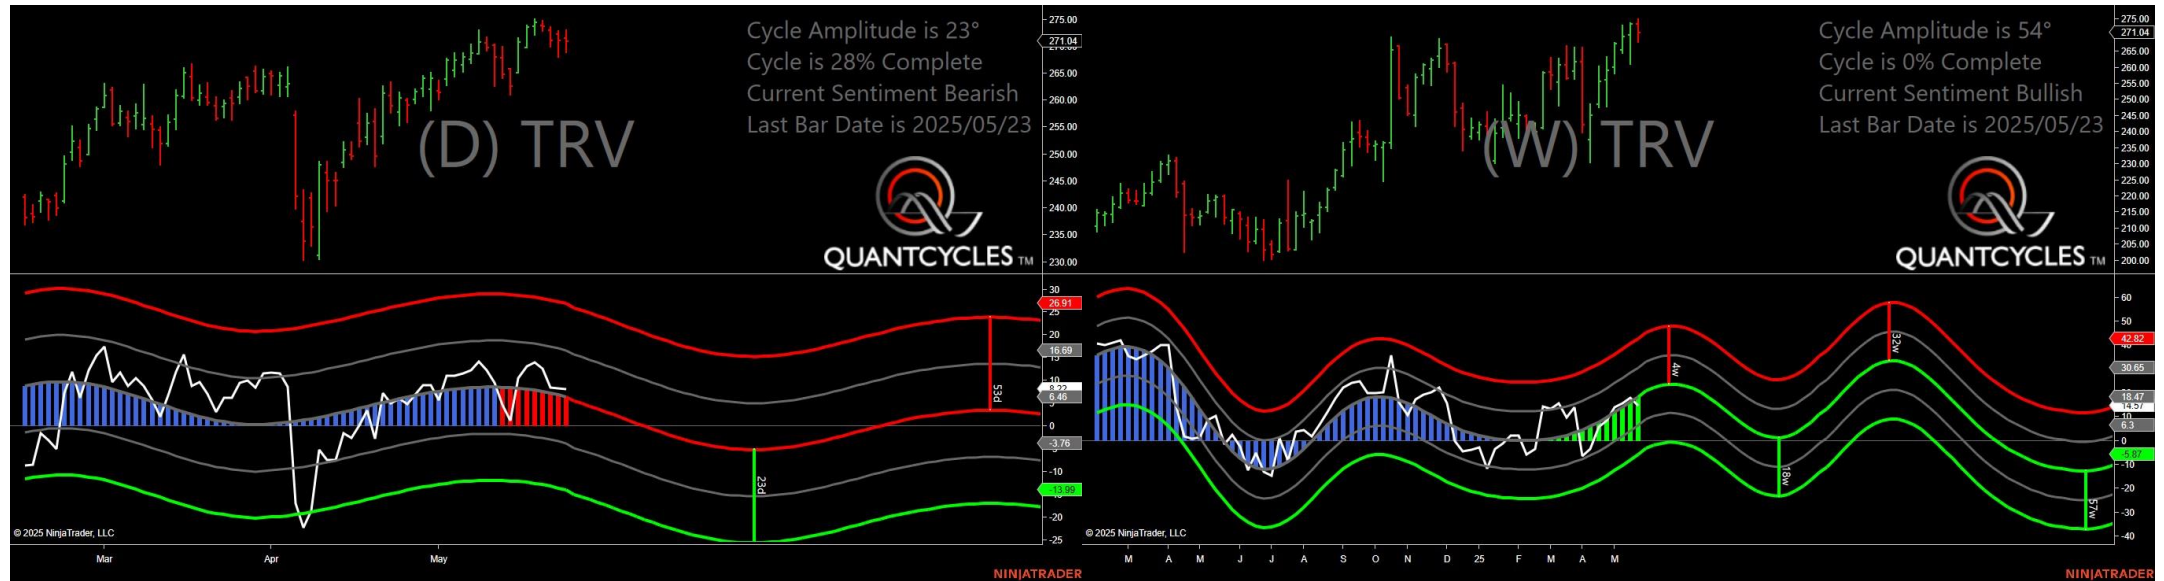 Cycle Amplitude is 23°
Cycle is 28% Complete
Current Sentiment Bearish
Last Bar Date is 2025/05/23
(D) TRV
QUANTCYCLES TM
275.00
271.04
265.00
260.00
255.00
250.00
245.00
240.00
235.00
230.00
30
26.91
25
20
16.69
10
6.46
0
-3.76
-10
-13.99
-20
-25
53d
23d
© 2025 NinjaTrader, LLC
Mar Apr May
NINJATRADER
Cycle Amplitude is 54°
Cycle is 0% Complete
Current Sentiment Bullish
Last Bar Date is 2025/05/23
(W) TRV
QUANTCYCLES TM
275.00
271.04
265.00
260.00
255.00
250.00
245.00
240.00
235.00
230.00
225.00
220.00
215.00
210.00
205.00
200.00
60
50
42.82
30.65
18.47
14.57
10
6.3
0
-5.87
-10
-20
-30
-40
4w
18w
32w
57w
© 2025 NinjaTrader, LLC
M A M J J A S O N D 25 F M A M
NINJATRADER